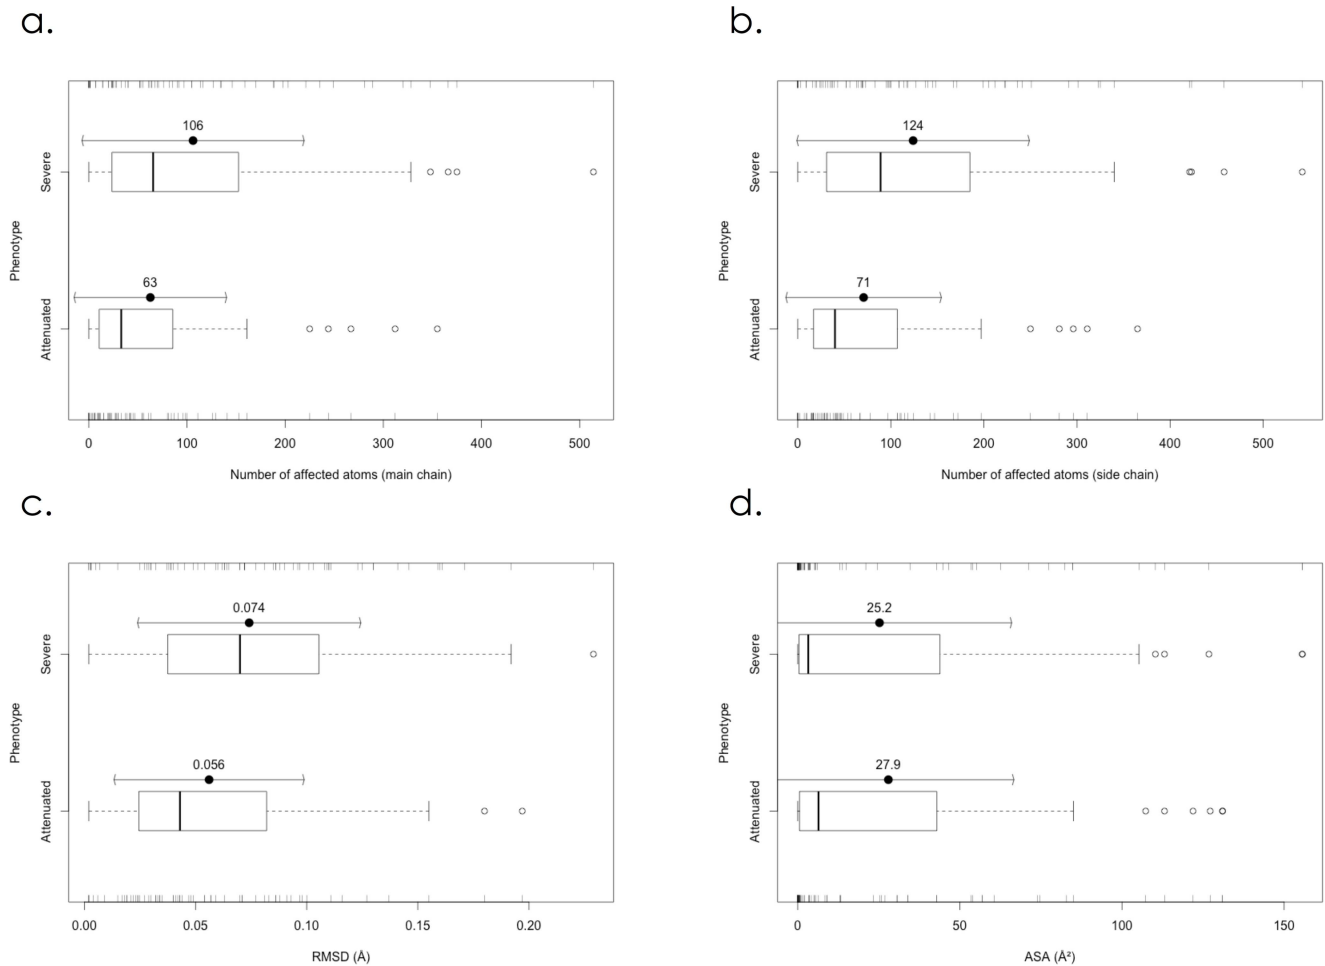 a.
106
Severe
63
Attenuated
Phenotype
0 100 200 300 400 500
Number of affected atoms (main chain)
b.
124
Severe
71
Attenuated
Phenotype
0 100 200 300 400 500
Number of affected atoms (side chain)
c.
0.074
Severe
0.056
Attenuated
Phenotype
0.00 0.05 0.10 0.15 0.20
RMSD (Å)
d.
25.2
Severe
27.9
Attenuated
Phenotype
0 50 100 150
ASA (Å²)